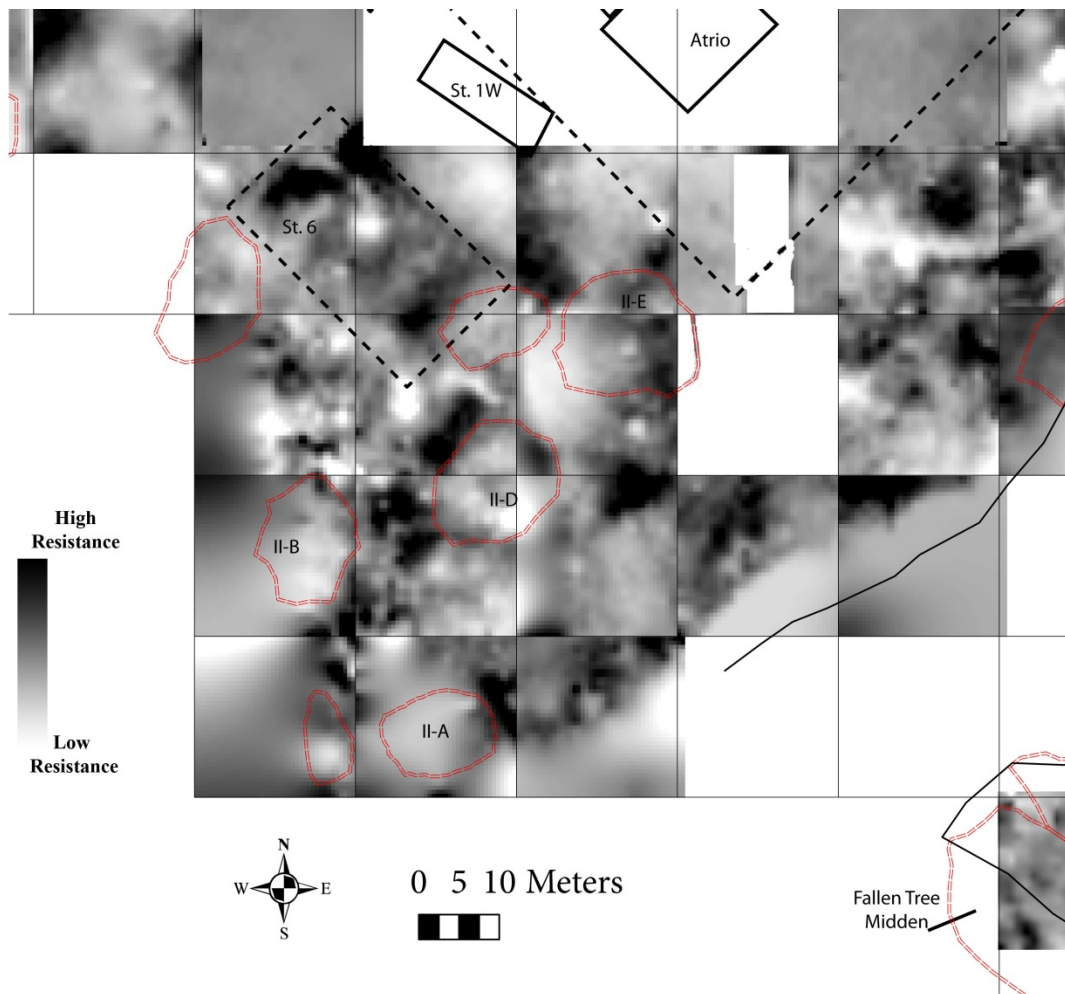 Atrio
St. 1W
St. 6
II-E
II-D
II-B
High
Resistance
Low
Resistance
II-A
N
W E
S
0 5 10 Meters
Fallen Tree
Midden